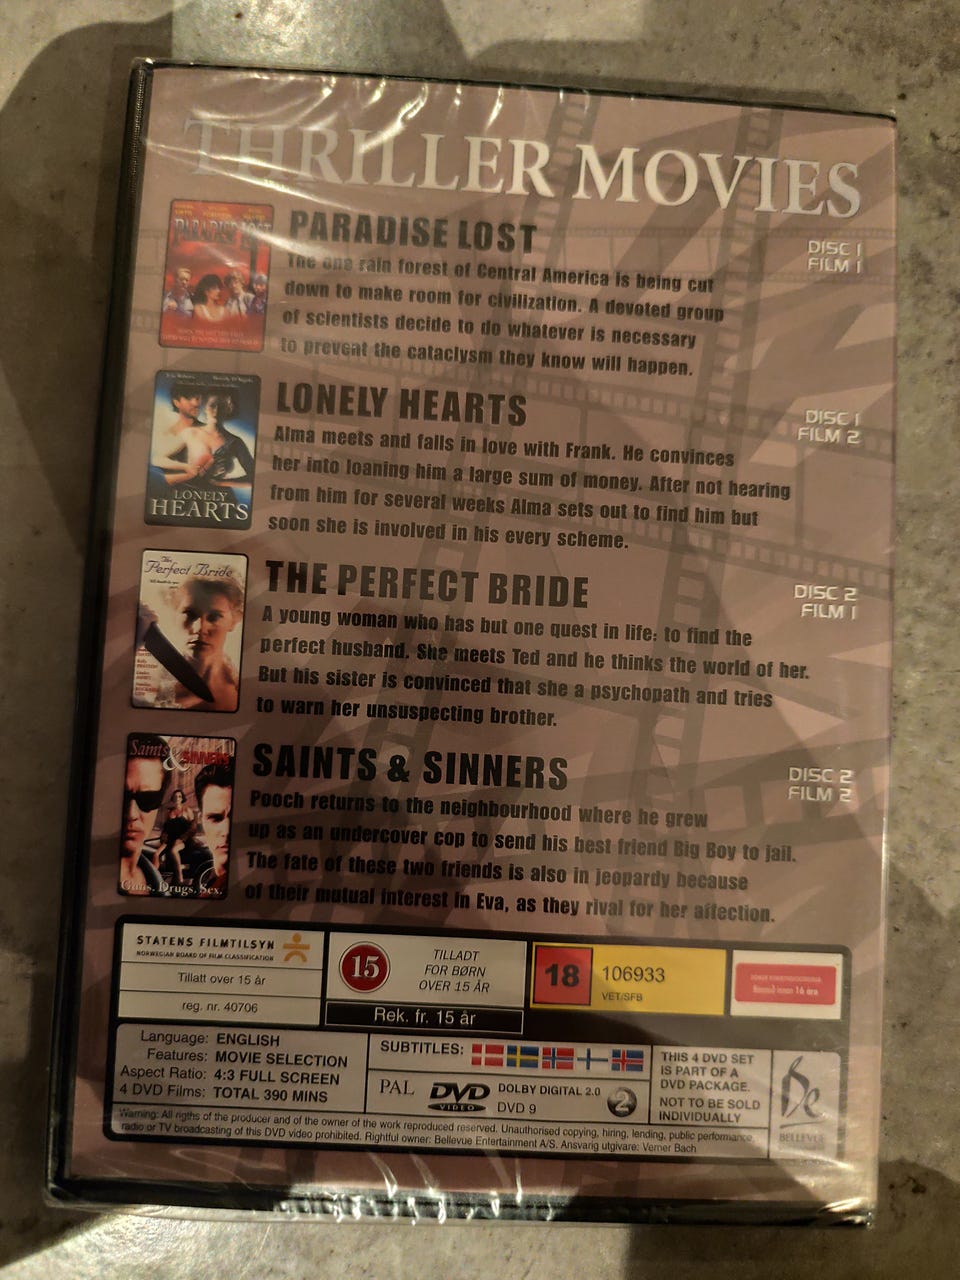 THRILLER MOVIES
PARADISE LOST
PARADISE LOST
DISC 1
FILM 1
The one rain forest of Central America is being cut
down to make room for civilization. A devoted group
of scientists decide to do whatever is necessary
to prevent the cataclysm they know will happen.
LONELY
HEARTS
LONELY HEARTS
DISC 1
FILM 2
Alma meets and falls in love with Frank. He convinces
her into loaning him a large sum of money. After not hearing
from him for several weeks Alma sets out to find him but
soon she is involved in his every scheme.
The
Perfect Bride
THE PERFECT BRIDE
DISC 2
FILM 1
A young woman who has but one quest in life: to find the
perfect husband. She meets Ted and he thinks the world of her.
But his sister is convinced that she a psychopath and tries
to warn her unsuspecting brother.
Saints
& SINNERS
Guns. Drugs. Sex.
SAINTS & SINNERS
DISC 2
FILM 2
Pooch returns to the neighbourhood where he grew
up as an undercover cop to send his best friend Big Boy to jail.
The fate of these two friends is also in jeopardy because
of their mutual interest in Eva, as they rival for her affection.
STATENS FILMTILSYN
NORWEGIAN BOARD OF FILM CLASSIFICATION
Tillatt over 15 år
reg. nr. 40706
15
TILLADT
FOR BØRN
OVER 15 ÅR
Rek. fr. 15 år
18
106933
VET/SFB
Bönnuð innan 16 ára
Language: ENGLISH
Features: MOVIE SELECTION
Aspect Ratio: 4:3 FULL SCREEN
4 DVD Films: TOTAL 390 MINS
SUBTITLES:
PAL
DVD
VIDEO
DOLBY DIGITAL 2.0
DVD 9
2
THIS 4 DVD SET
IS PART OF A
DVD PACKAGE.
NOT TO BE SOLD
INDIVIDUALLY
Be
BELLEVUE
Warning: All rigths of the producer and of the owner of the work reproduced reserved. Unauthorised copying, hiring, lending, public performance,
radio or TV broadcasting of this DVD video prohibited. Rightful owner: Bellevue Entertainment A/S. Ansvarig utgivare: Verner Bach